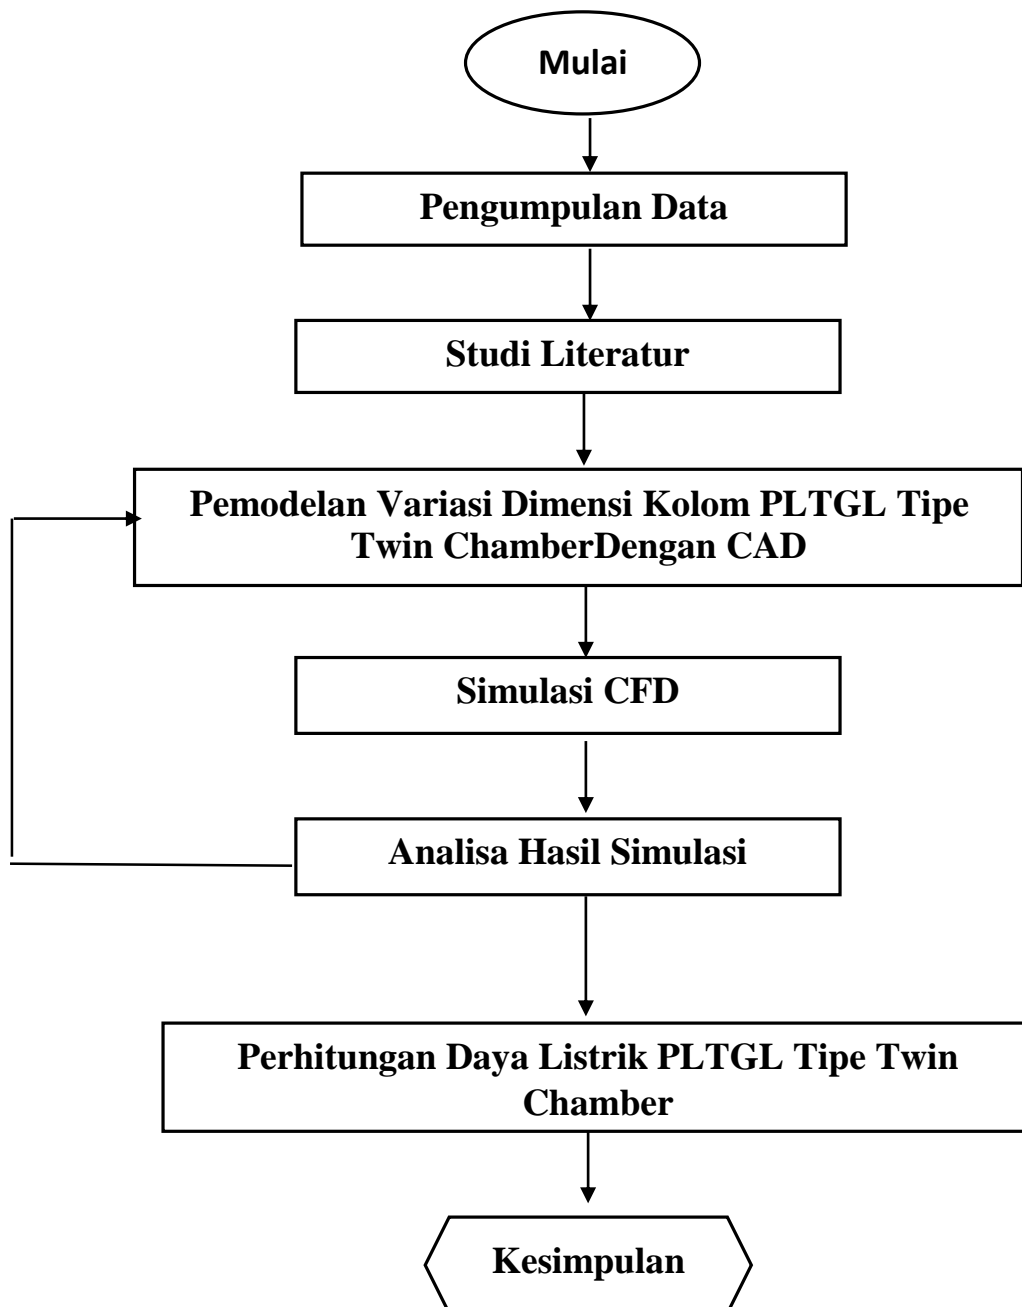 Mulai
Pengumpulan Data
Studi Literatur
Pemodelan Variasi Dimensi Kolom PLTGL Tipe
Twin ChamberDengan CAD
Simulasi CFD
Analisa Hasil Simulasi
Perhitungan Daya Listrik PLTGL Tipe Twin
Chamber
Kesimpulan